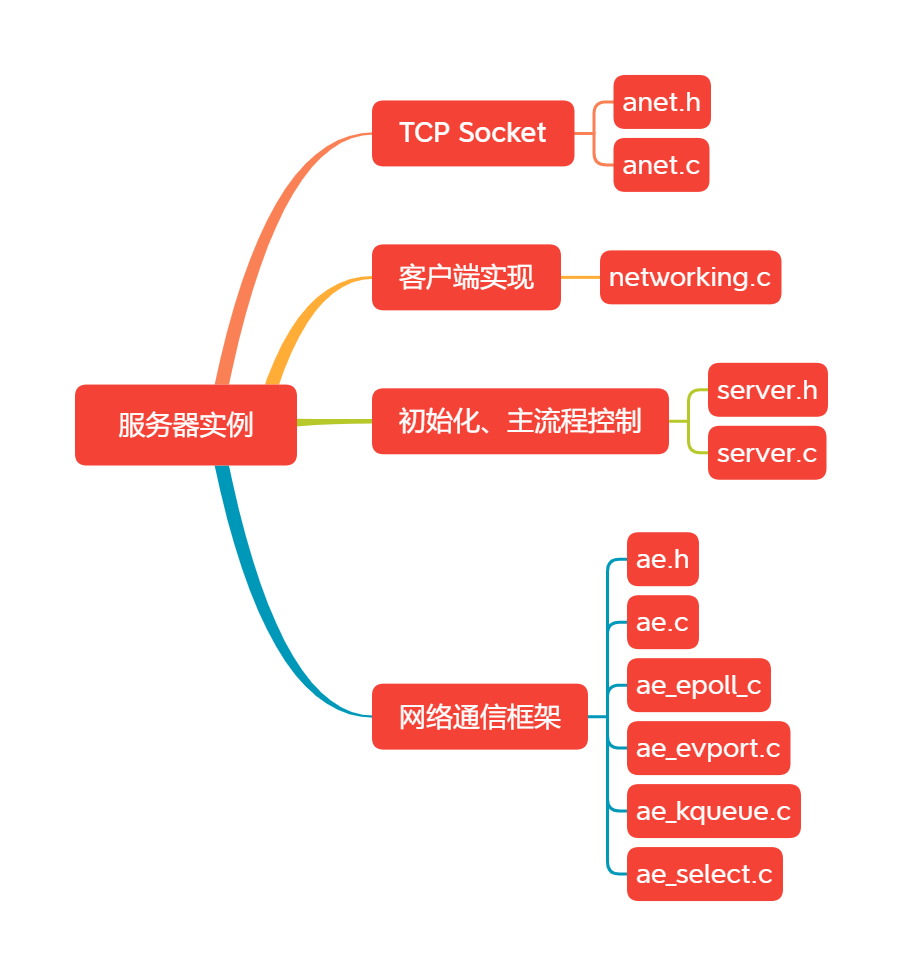 TCP Socket
anet.h
anet.c
客户端实现
networking.c
服务器实例
初始化、主流程控制
server.h
server.c
网络通信框架
ae.h
ae.c
ae_epoll_c
ae_evport.c
ae_kqueue.c
ae_select.c